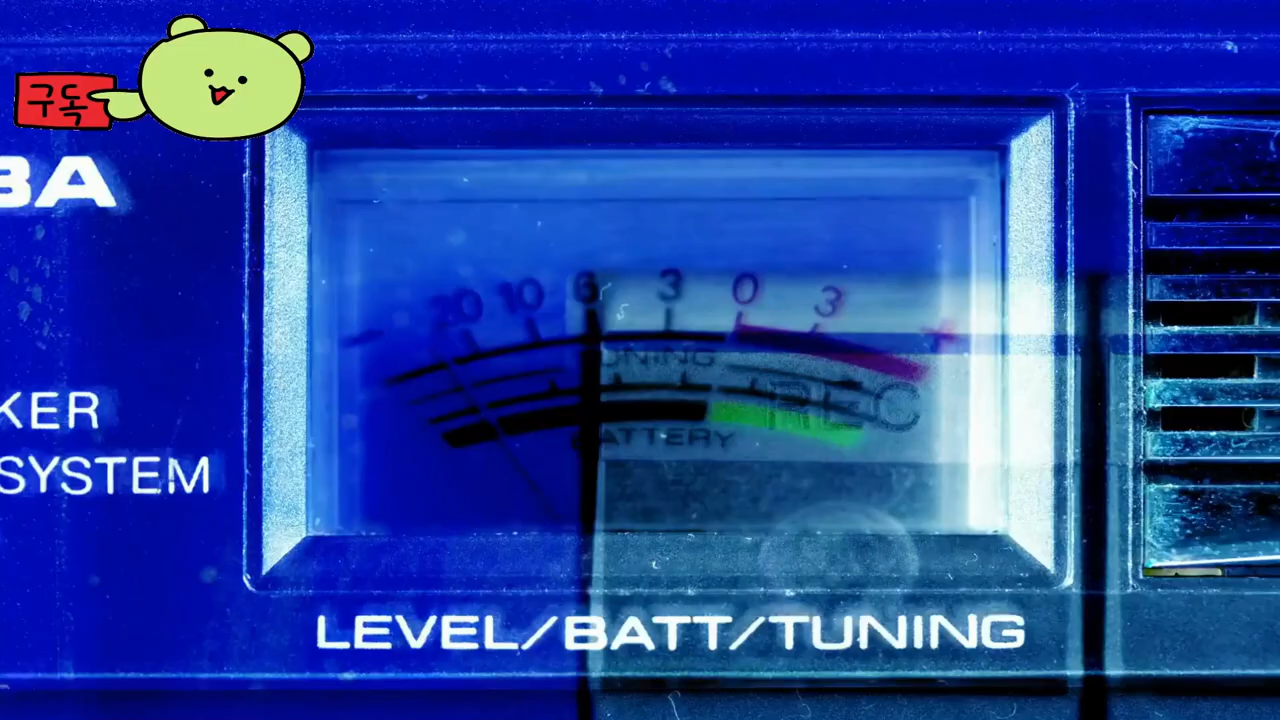 구독
BA
20 10 6 3 0 3
- +
TUNING
REC
BATTERY
KER
SYSTEM
LEVEL/BATT/TUNING